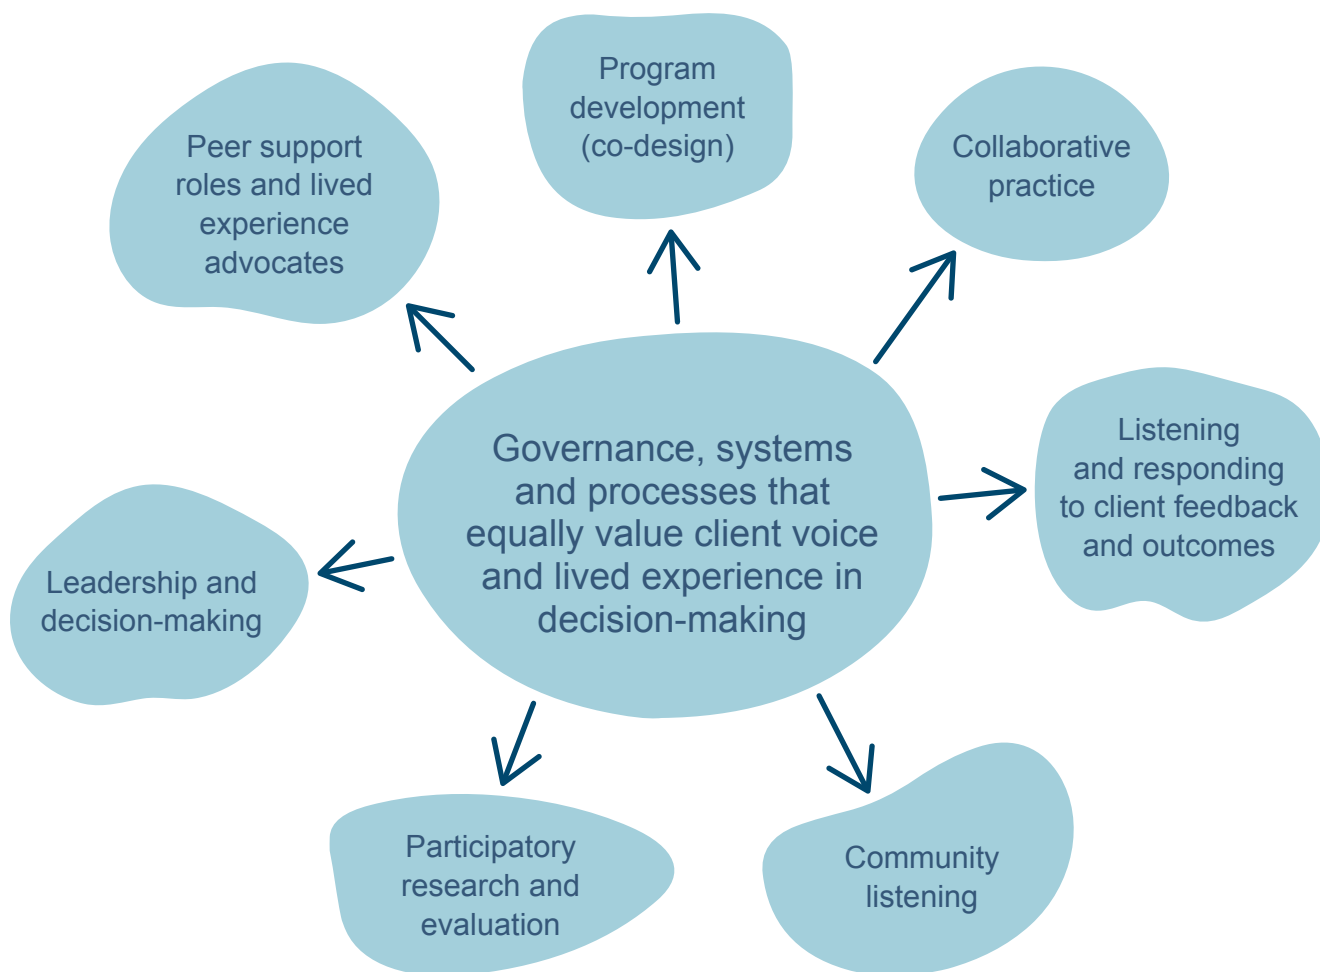 Program
development
(co-design)
Peer support
roles and lived
experience
advocates
Collaborative
practice
Governance, systems
and processes that
equally value client voice
and lived experience in
decision-making
Listening
and responding
to client feedback
and outcomes
Leadership and
decision-making
Participatory
research and
evaluation
Community
listening